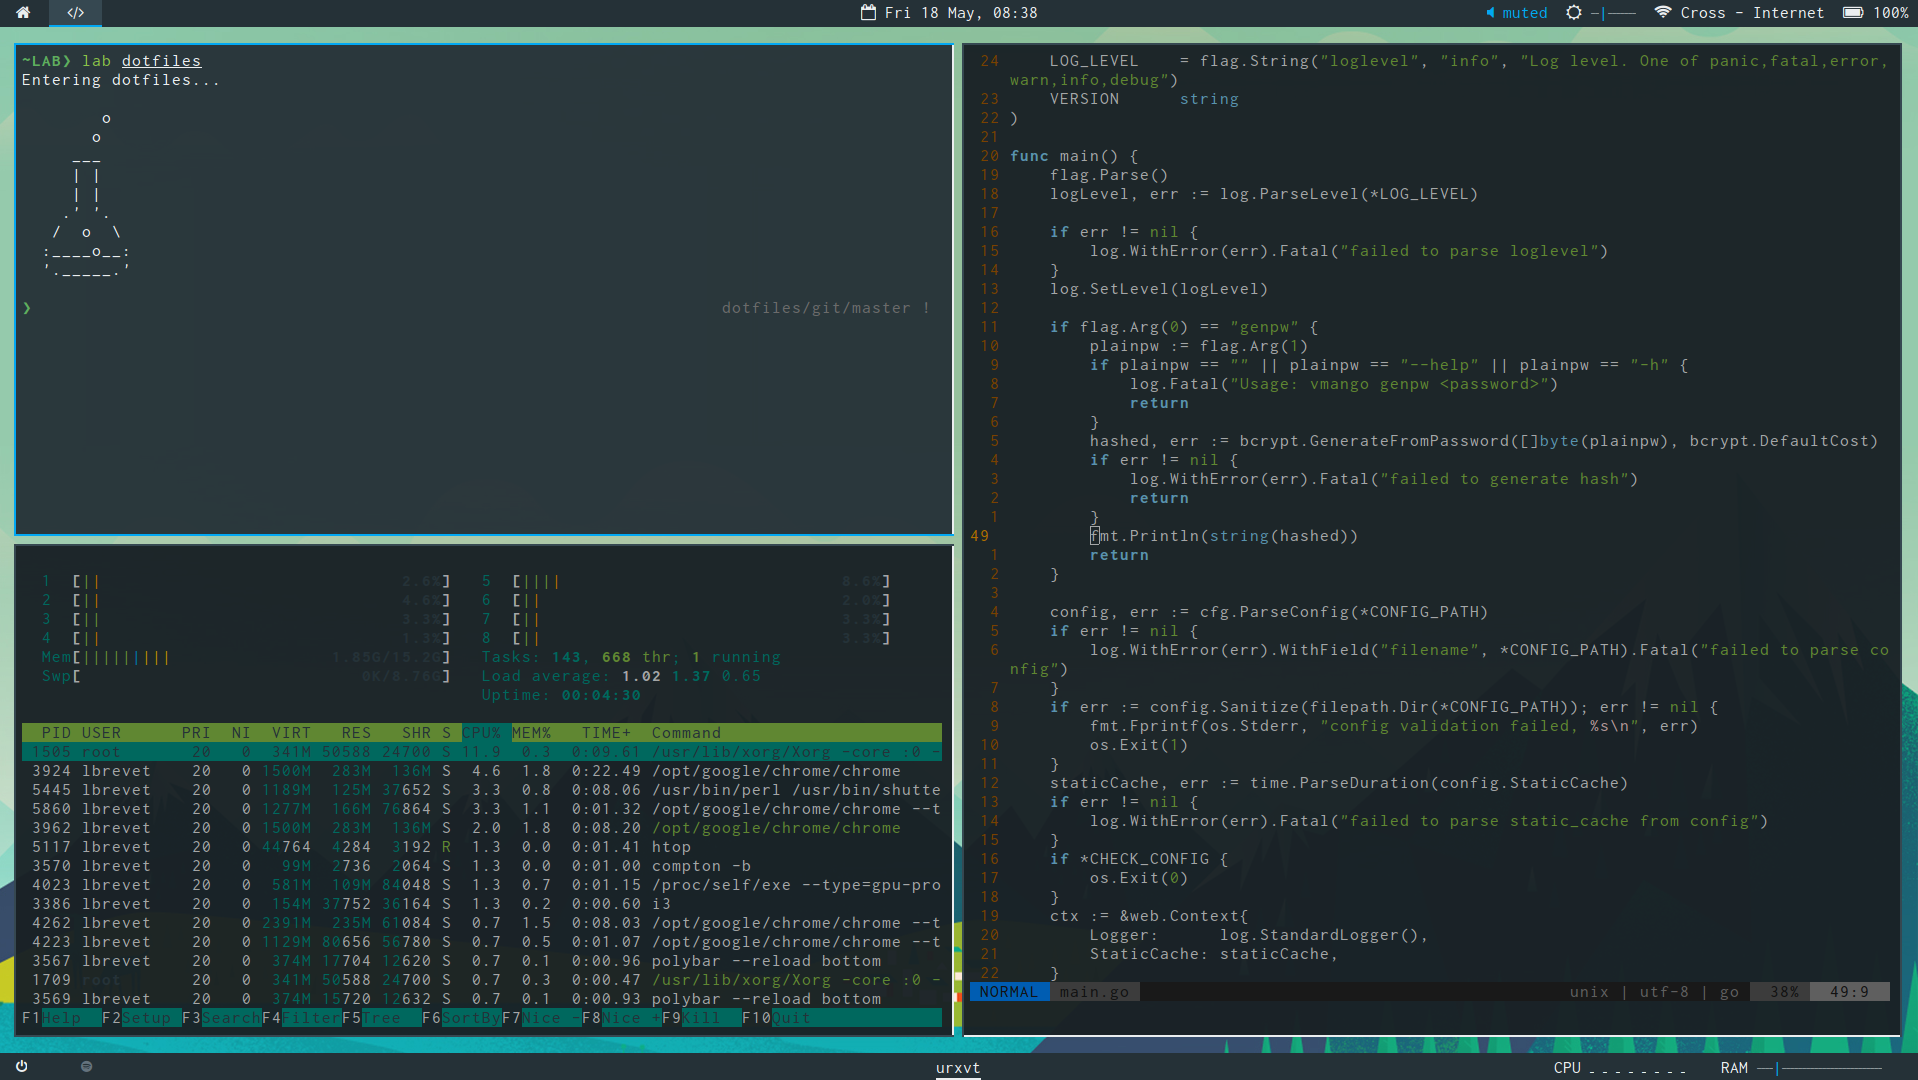 </> Fri 18 May, 08:38 muted Cross - Internet 100%
~LAB❯ lab dotfiles
Entering dotfiles...
o
o
___
| |
| |
.' '.
/ o \
:____o__:
'._____.'
❯ dotfiles/git/master !
1 [|| 2.6%] 5 [|||| 8.6%]
2 [|| 4.6%] 6 [|| 2.0%]
3 [|| 3.3%] 7 [|| 3.3%]
4 [|| 1.3%] 8 [|| 3.3%]
Mem[||||||||| 1.85G/15.2G] Tasks: 143, 668 thr; 1 running
Swp[ 0K/8.76G] Load average: 1.02 1.37 0.65
Uptime: 00:04:30
PID USER PRI NI VIRT RES SHR S CPU% MEM% TIME+ Command
1505 root 20 0 341M 50588 24700 S 11.9 0.3 0:09.61 /usr/lib/xorg/Xorg -core :0 -
3924 lbrevet 20 0 1500M 283M 136M S 4.6 1.8 0:22.49 /opt/google/chrome/chrome
5445 lbrevet 20 0 1189M 125M 37652 S 3.3 0.8 0:08.06 /usr/bin/perl /usr/bin/shutte
5860 lbrevet 20 0 1277M 166M 76864 S 3.3 1.1 0:01.32 /opt/google/chrome/chrome --t
3962 lbrevet 20 0 1500M 283M 136M S 2.0 1.8 0:08.20 /opt/google/chrome/chrome
5117 lbrevet 20 0 44764 4284 3192 R 1.3 0.0 0:01.41 htop
3570 lbrevet 20 0 99M 2736 2064 S 1.3 0.0 0:01.00 compton -b
4023 lbrevet 20 0 581M 109M 84048 S 1.3 0.7 0:01.15 /proc/self/exe --type=gpu-pro
3386 lbrevet 20 0 154M 37752 36164 S 1.3 0.2 0:00.60 i3
4262 lbrevet 20 0 2391M 235M 61084 S 0.7 1.5 0:08.03 /opt/google/chrome/chrome --t
4223 lbrevet 20 0 1129M 80656 56780 S 0.7 0.5 0:01.07 /opt/google/chrome/chrome --t
3567 lbrevet 20 0 374M 17704 12620 S 0.7 0.1 0:00.96 polybar --reload bottom
1709 root 20 0 341M 50588 24700 S 0.7 0.3 0:00.47 /usr/lib/xorg/Xorg -core :0 -
3569 lbrevet 20 0 374M 15720 12632 S 0.7 0.1 0:00.93 polybar --reload bottom
F1Help F2Setup F3SearchF4FilterF5Tree F6SortByF7Nice -F8Nice +F9Kill F10Quit
24 LOG_LEVEL = flag.String("loglevel", "info", "Log level. One of panic,fatal,error,
warn,info,debug")
23 VERSION string
22 )
21
20 func main() {
19 flag.Parse()
18 logLevel, err := log.ParseLevel(*LOG_LEVEL)
17
16 if err != nil {
15 log.WithError(err).Fatal("failed to parse loglevel")
14 }
13 log.SetLevel(logLevel)
12
11 if flag.Arg(0) == "genpw" {
10 plainpw := flag.Arg(1)
9 if plainpw == "" || plainpw == "--help" || plainpw == "-h" {
8 log.Fatal("Usage: vmango genpw <password>")
7 return
6 }
5 hashed, err := bcrypt.GenerateFromPassword([]byte(plainpw), bcrypt.DefaultCost)
4 if err != nil {
3 log.WithError(err).Fatal("failed to generate hash")
2 return
1 }
49 fmt.Println(string(hashed))
1 return
2 }
3
4 config, err := cfg.ParseConfig(*CONFIG_PATH)
5 if err != nil {
6 log.WithError(err).WithField("filename", *CONFIG_PATH).Fatal("failed to parse co
nfig")
7 }
8 if err := config.Sanitize(filepath.Dir(*CONFIG_PATH)); err != nil {
9 fmt.Fprintf(os.Stderr, "config validation failed, %s\n", err)
10 os.Exit(1)
11 }
12 staticCache, err := time.ParseDuration(config.StaticCache)
13 if err != nil {
14 log.WithError(err).Fatal("failed to parse static_cache from config")
15 }
16 if *CHECK_CONFIG {
17 os.Exit(0)
18 }
19 ctx := &web.Context{
20 Logger: log.StandardLogger(),
21 StaticCache: staticCache,
22 }
NORMAL main.go unix | utf-8 | go 38% 49:9
urxvt CPU RAM